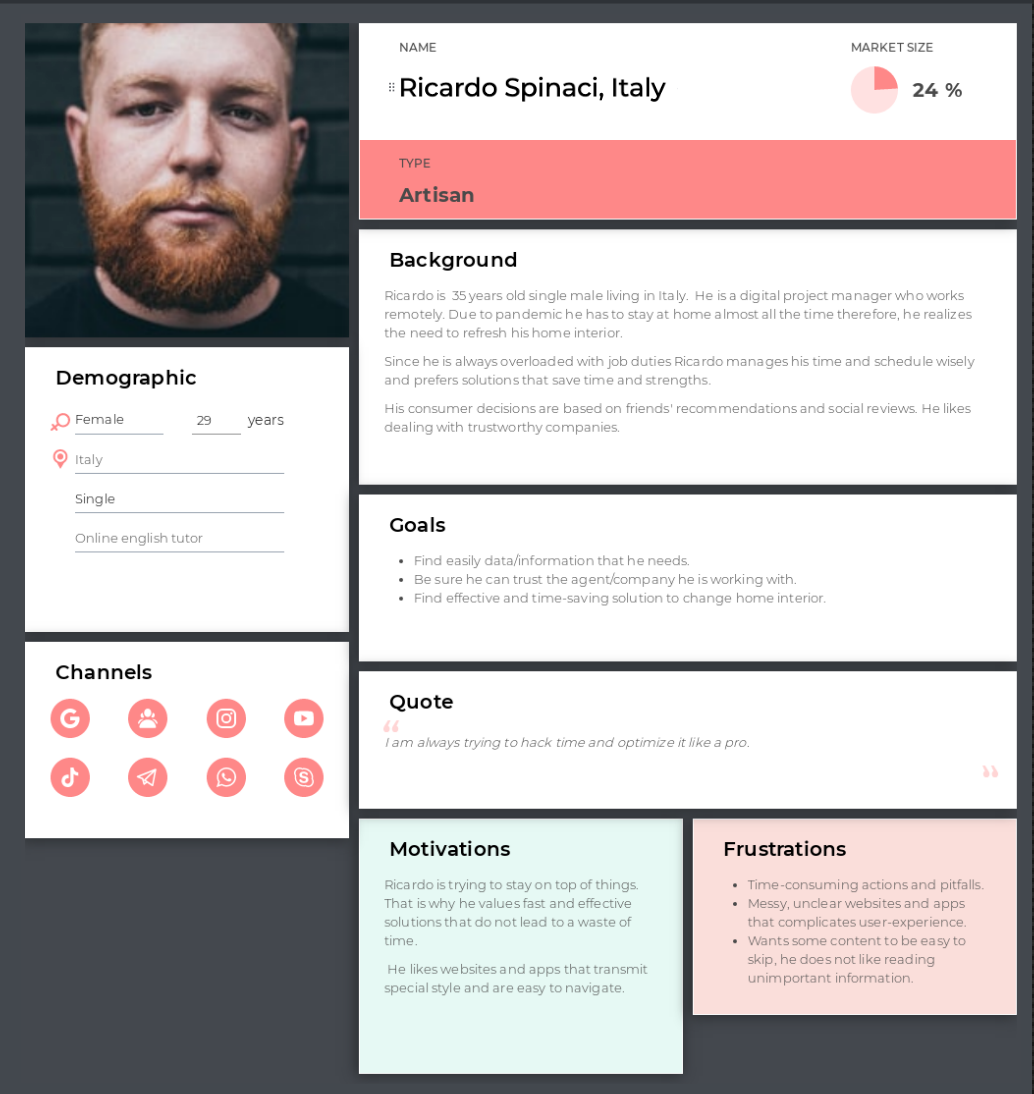 NAME
Ricardo Spinaci, Italy
MARKET SIZE
24 %
TYPE
Artisan
Background
Ricardo is  35 years old single male living in Italy.  He is a digital project manager who works
remotely. Due to pandemic he has to stay at home almost all the time therefore, he realizes
the need to refresh his home interior.
Since he is always overloaded with job duties Ricardo manages his time and schedule wisely
and prefers solutions that save time and strengths.
His consumer decisions are based on friends' recommendations and social reviews. He likes
dealing with trustworthy companies.
Demographic
Female 29 years
Italy
Single
Online english tutor
Goals
• Find easily data/information that he needs.
• Be sure he can trust the agent/company he is working with.
• Find effective and time-saving solution to change home interior.
Channels
Quote
“
I am always trying to hack time and optimize it like a pro.
”
Motivations
Ricardo is trying to stay on top of things.
That is why he values fast and effective
solutions that do not lead to a waste of
time.
He likes websites and apps that transmit
special style and are easy to navigate.
Frustrations
• Time-consuming actions and pitfalls.
• Messy, unclear websites and apps
that complicates user-experience.
• Wants some content to be easy to
skip, he does not like reading
unimportant information.